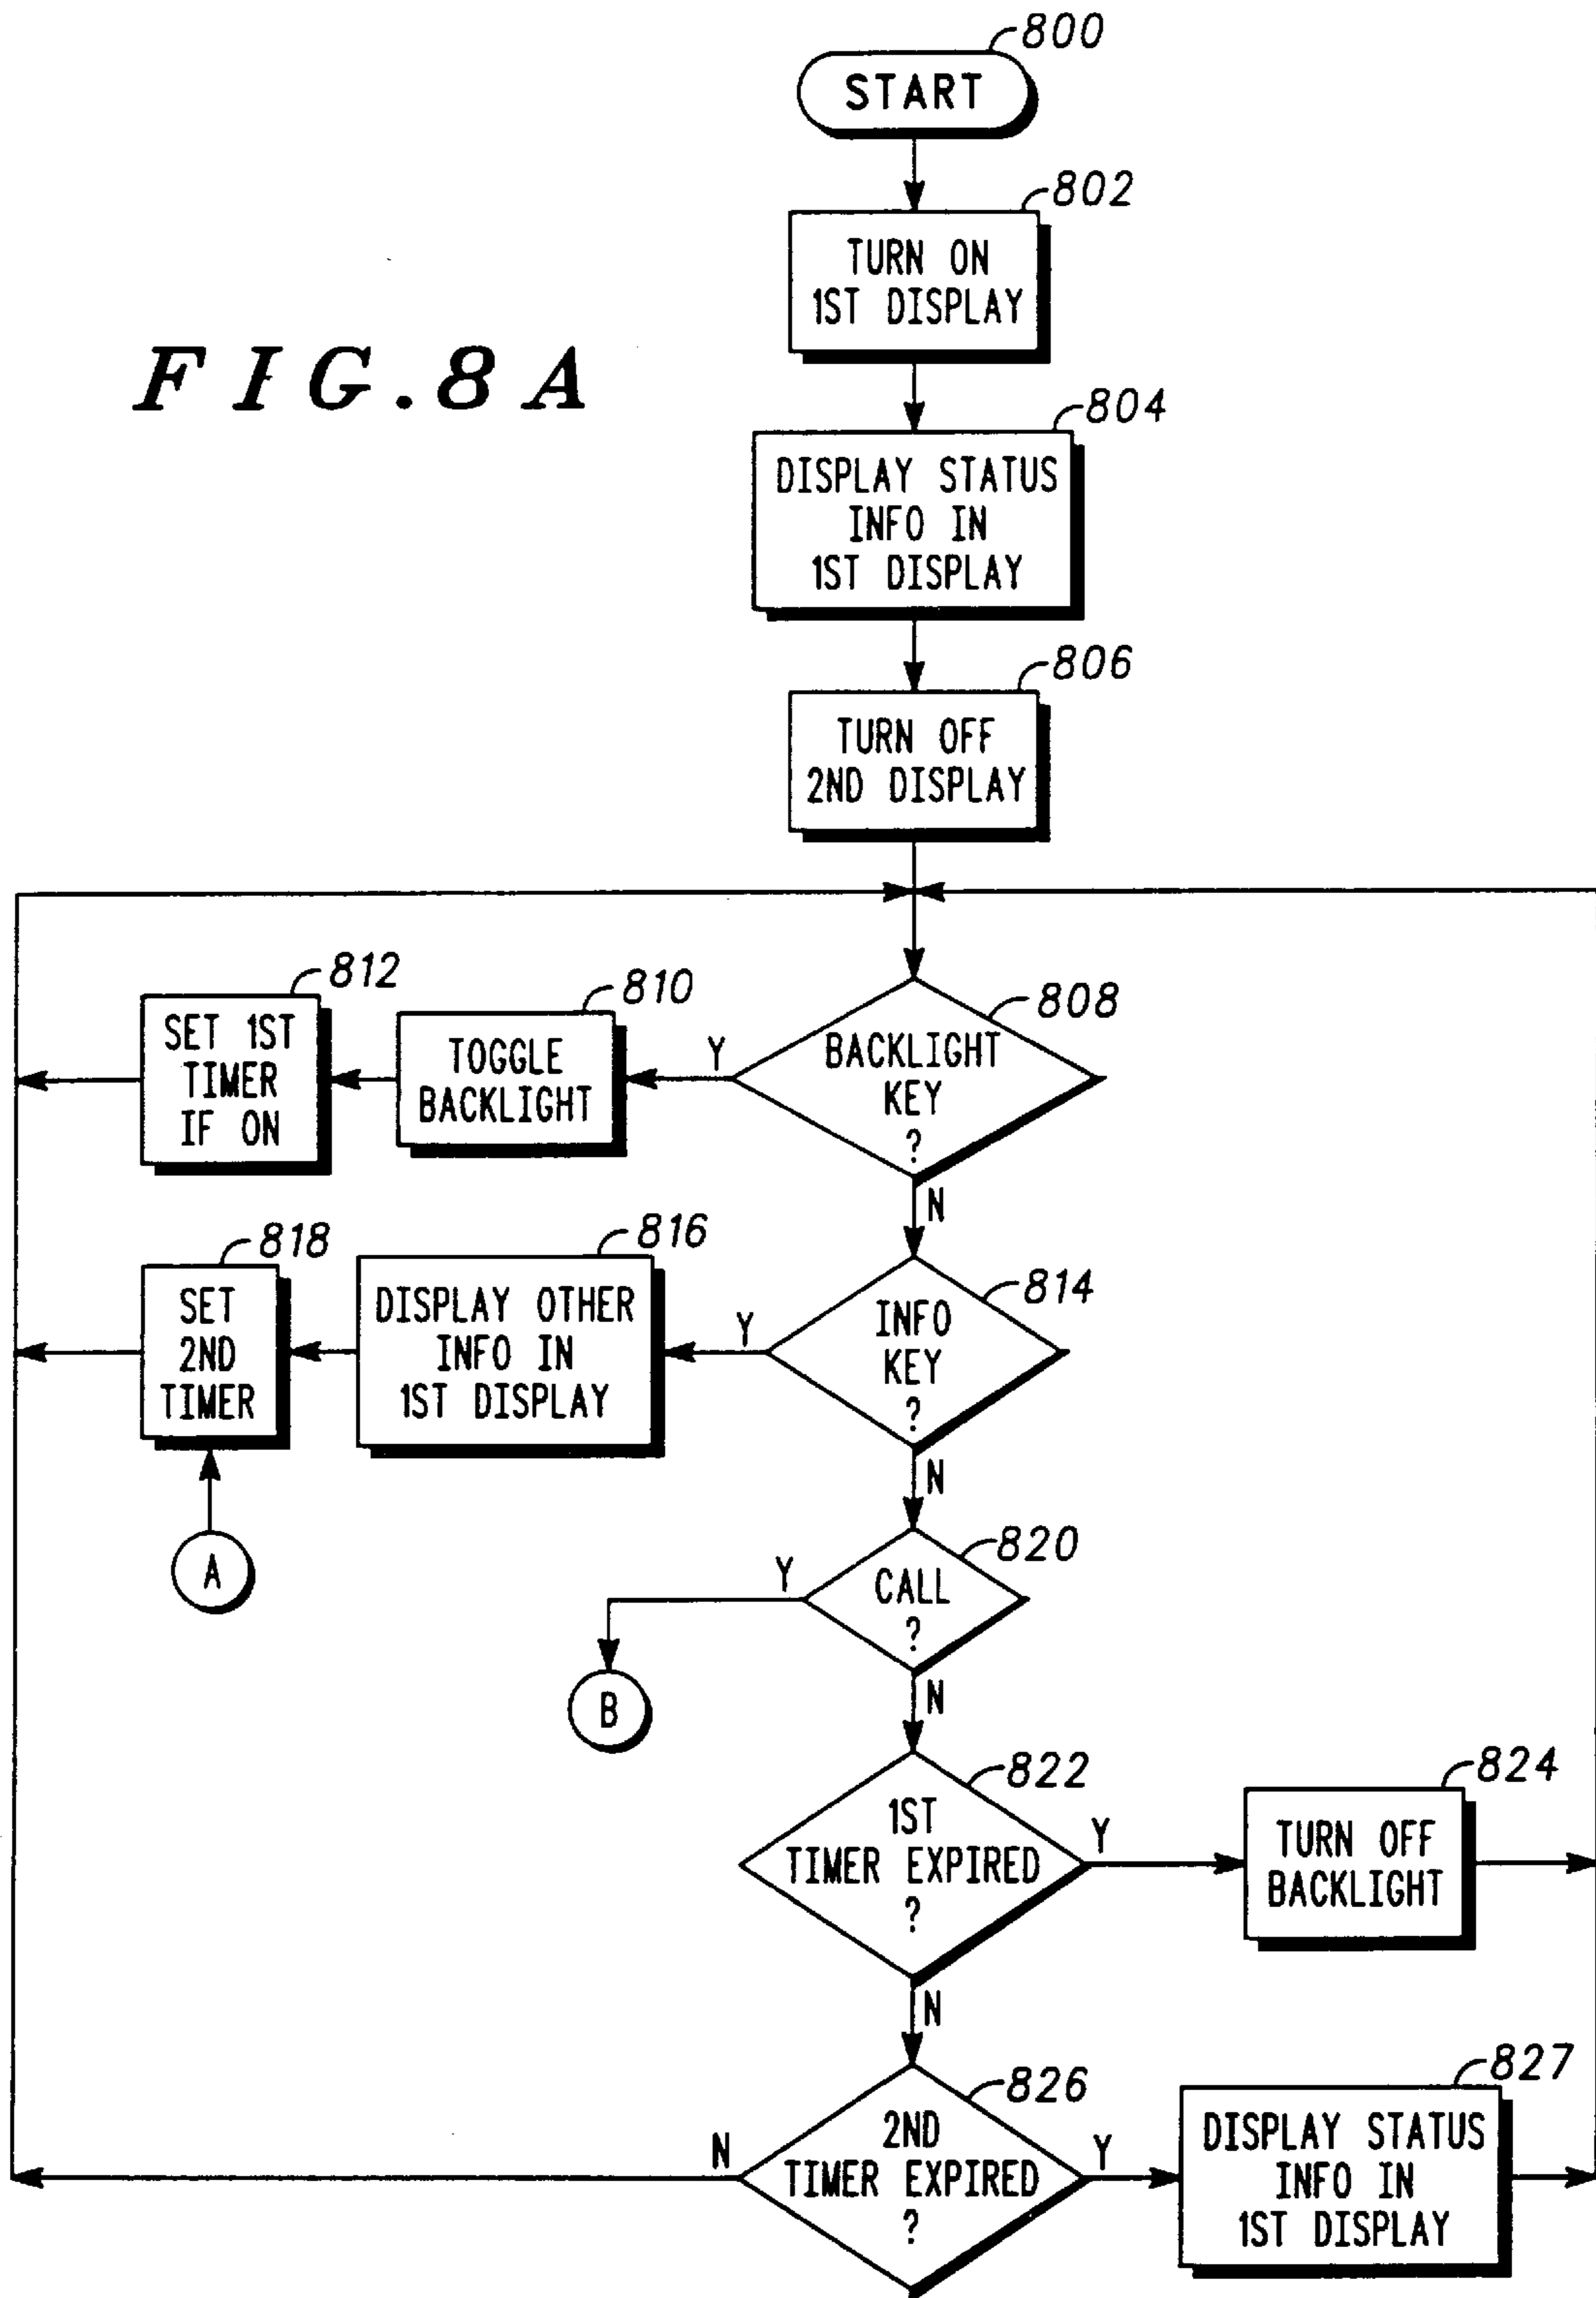 800
START
802
TURN ON
1ST DISPLAY
FIG. 8A
804
DISPLAY STATUS
INFO IN
1ST DISPLAY
806
TURN OFF
2ND DISPLAY
812
SET 1ST
TIMER
IF ON
810
TOGGLE
BACKLIGHT
Y
808
BACKLIGHT
KEY
?
N
818
SET
2ND
TIMER
816
DISPLAY OTHER
INFO IN
1ST DISPLAY
Y
814
INFO
KEY
?
N
A
820
Y
CALL
?
B
N
822
1ST
TIMER EXPIRED
?
Y
824
TURN OFF
BACKLIGHT
N
826
N
2ND
TIMER EXPIRED
?
Y
827
DISPLAY STATUS
INFO IN
1ST DISPLAY